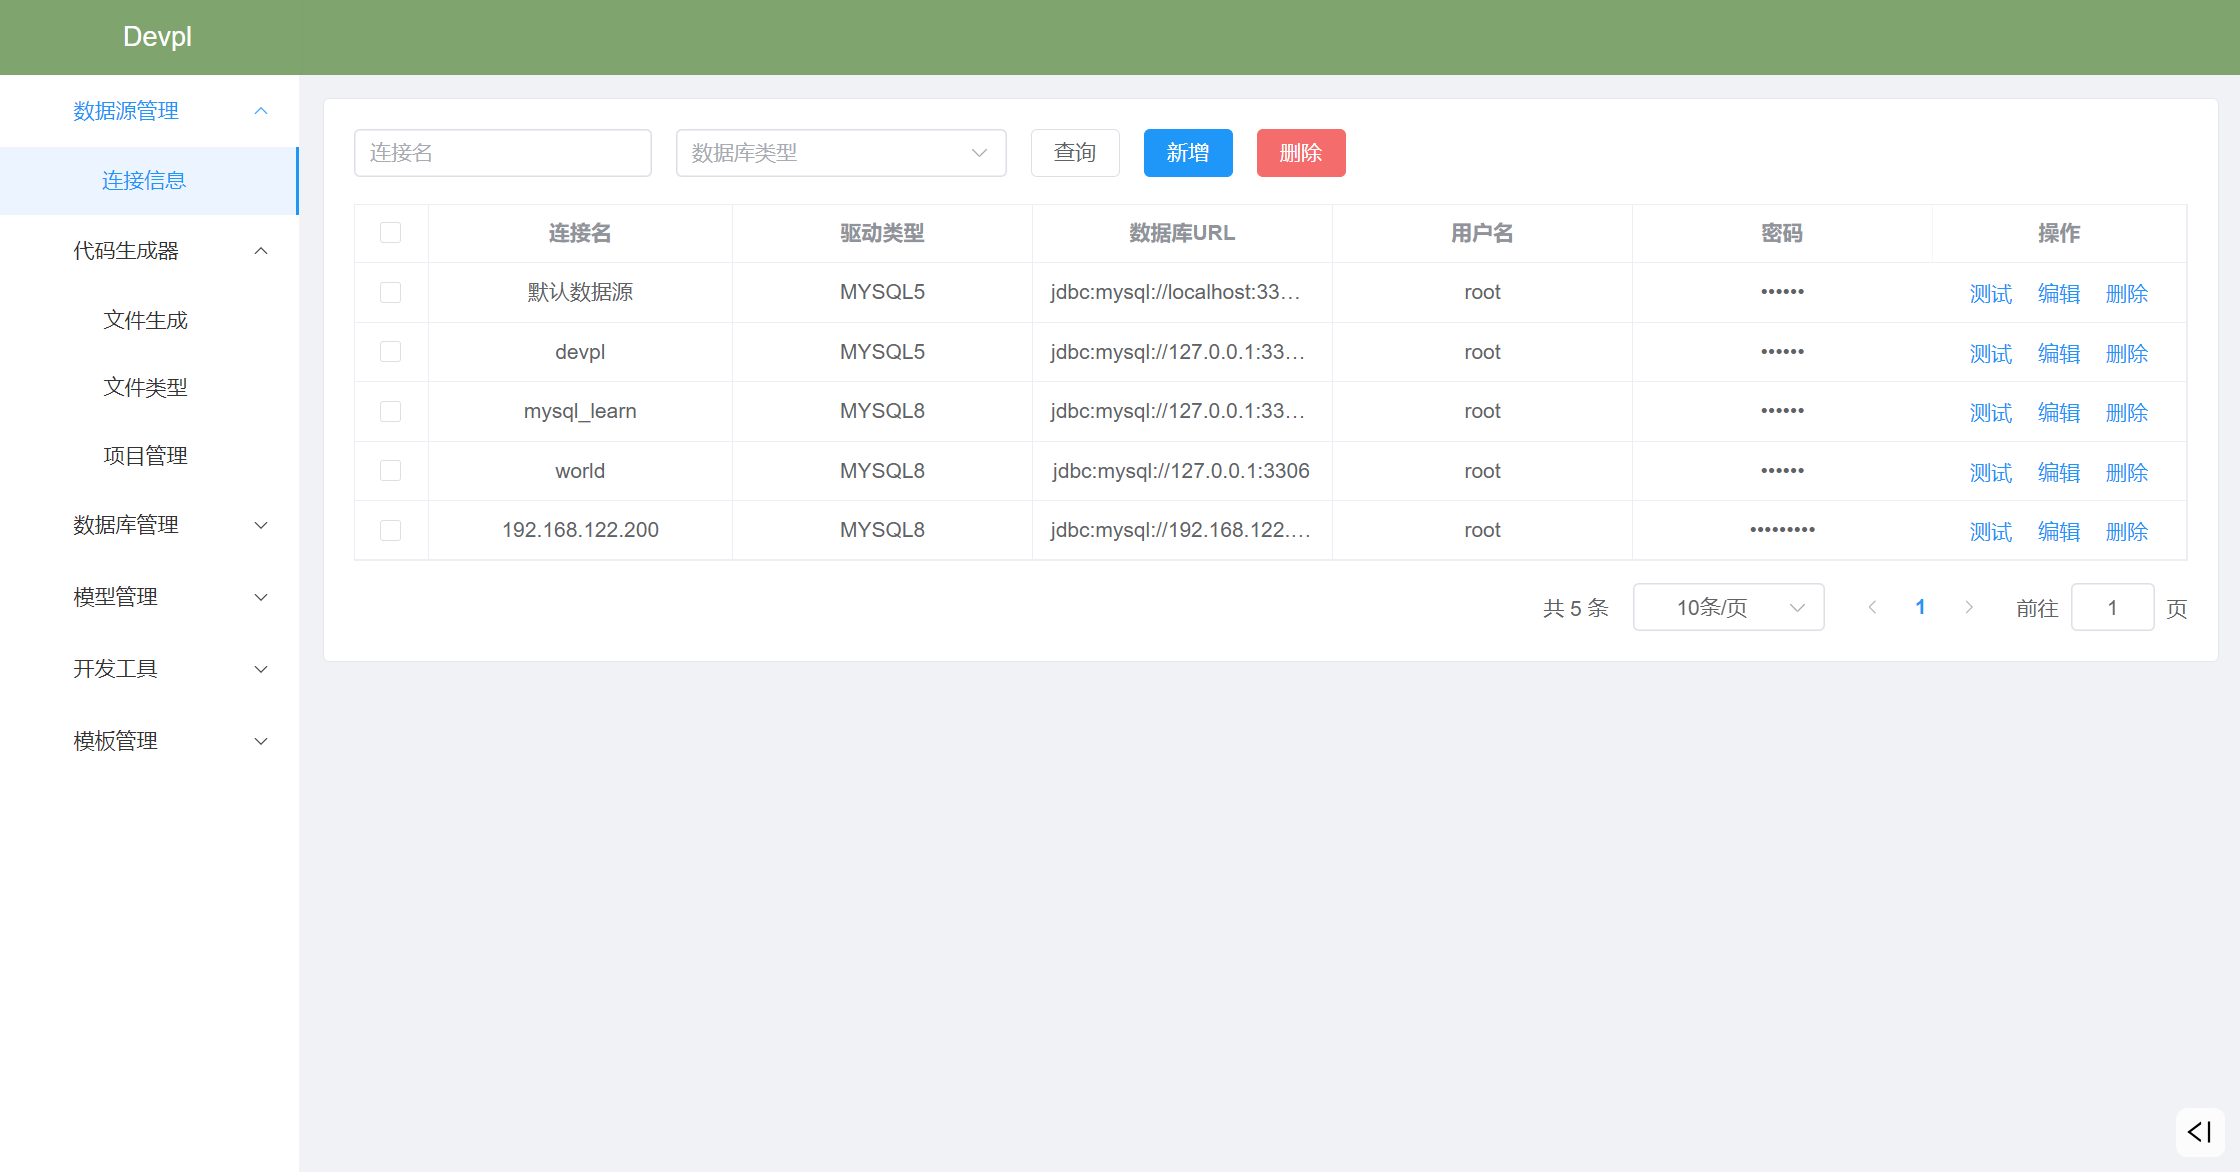 Devpl
数据源管理
连接信息
代码生成器
文件生成
文件类型
项目管理
数据库管理
模型管理
开发工具
模板管理
连接名 数据库类型 查询 新增 删除
连接名 驱动类型 数据库URL 用户名 密码 操作
默认数据源 MYSQL5 jdbc:mysql://localhost:33… root •••••• 测试 编辑 删除
devpl MYSQL5 jdbc:mysql://127.0.0.1:33… root •••••• 测试 编辑 删除
mysql_learn MYSQL8 jdbc:mysql://127.0.0.1:33… root •••••• 测试 编辑 删除
world MYSQL8 jdbc:mysql://127.0.0.1:3306 root •••••• 测试 编辑 删除
192.168.122.200 MYSQL8 jdbc:mysql://192.168.122.… root ••••••••• 测试 编辑 删除
共 5 条 10条/页 1 前往 1 页